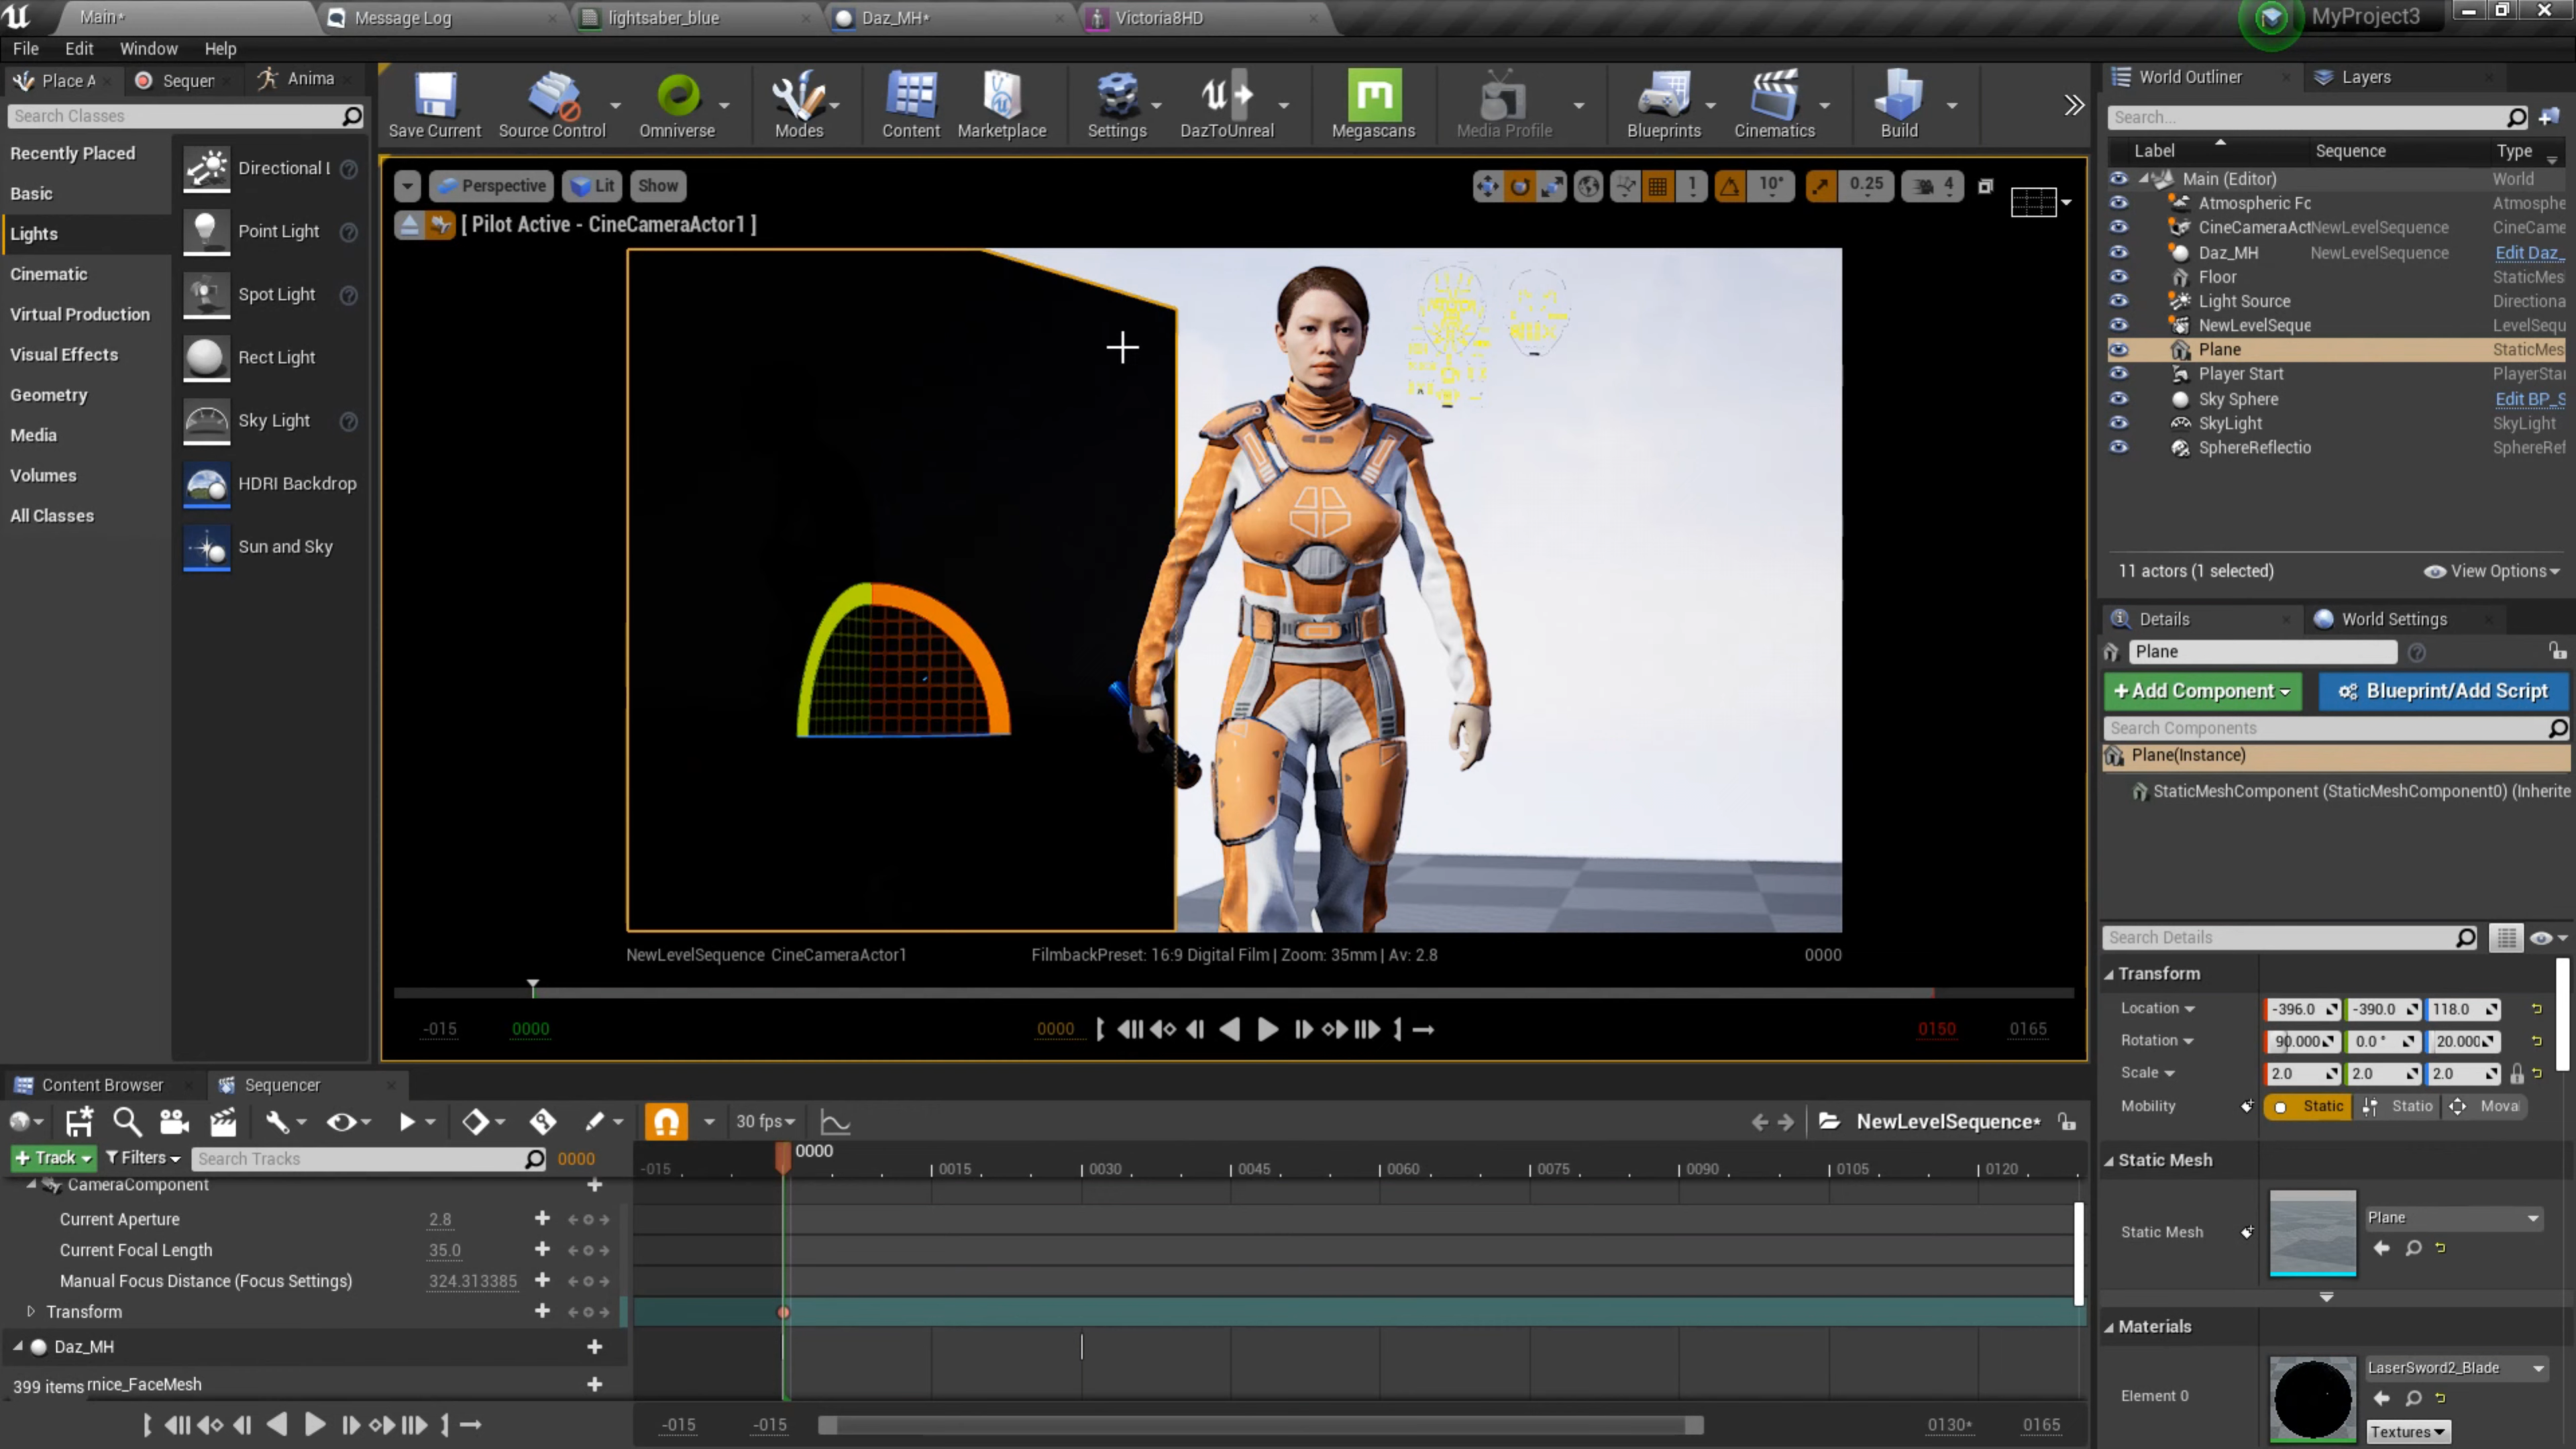 Main*
Message Log
lightsaber_blue
Daz_MH*
Victoria8HD
MyProject3
File
Edit
Window
Help
Place A
Sequer
Anima
Search Classes
Recently Placed
Basic
Lights
Cinematic
Virtual Production
Visual Effects
Geometry
Media
Volumes
All Classes
Directional L
Point Light
Spot Light
Rect Light
Sky Light
HDRI Backdrop
Sun and Sky
Save Current
Source Control
Omniverse
Modes
Content
Marketplace
Settings
DazToUnreal
Megascans
Media Profile
Blueprints
Cinematics
Build
Perspective
Lit
Show
1
10°
0.25
4
[ Pilot Active - CineCameraActor1 ]
NewLevelSequence CineCameraActor1
FilmbackPreset: 16:9 Digital Film | Zoom: 35mm | Av: 2.8
0000
-015
0000
0000
0150
0165
World Outliner
Layers
Search...
Label
Sequence
Type
Main (Editor)
World
Atmospheric Fc
Atmosphe
CineCameraAct
NewLevelSequence
CineCame
Daz_MH
NewLevelSequence
Edit Daz_
Floor
StaticMes
Light Source
Directiona
NewLevelSeque
LevelSequ
Plane
StaticMes
Player Start
PlayerStar
Sky Sphere
Edit BP_S
SkyLight
SkyLight
SphereReflectio
SphereRef
11 actors (1 selected)
View Options
Details
World Settings
Plane
+Add Component
Blueprint/Add Script
Search Components
Plane(Instance)
StaticMeshComponent (StaticMeshComponent0) (Inherite
Search Details
Transform
Location
-396.0
-390.0
118.0
Rotation
90.000
0.0 °
20.000
Scale
2.0
2.0
2.0
Mobility
Static
Statio
Moval
Static Mesh
Static Mesh
Plane
Materials
Element 0
LaserSword2_Blade
Textures
Content Browser
Sequencer
30 fps
NewLevelSequence*
+ Track
Filters
Search Tracks
0000
0000
-015
0015
0030
0045
0060
0075
0090
0105
0120
CameraComponent
Current Aperture
2.8
Current Focal Length
35.0
Manual Focus Distance (Focus Settings)
324.313385
Transform
Daz_MH
399 items
rnice_FaceMesh
-015
-015
0130*
0165